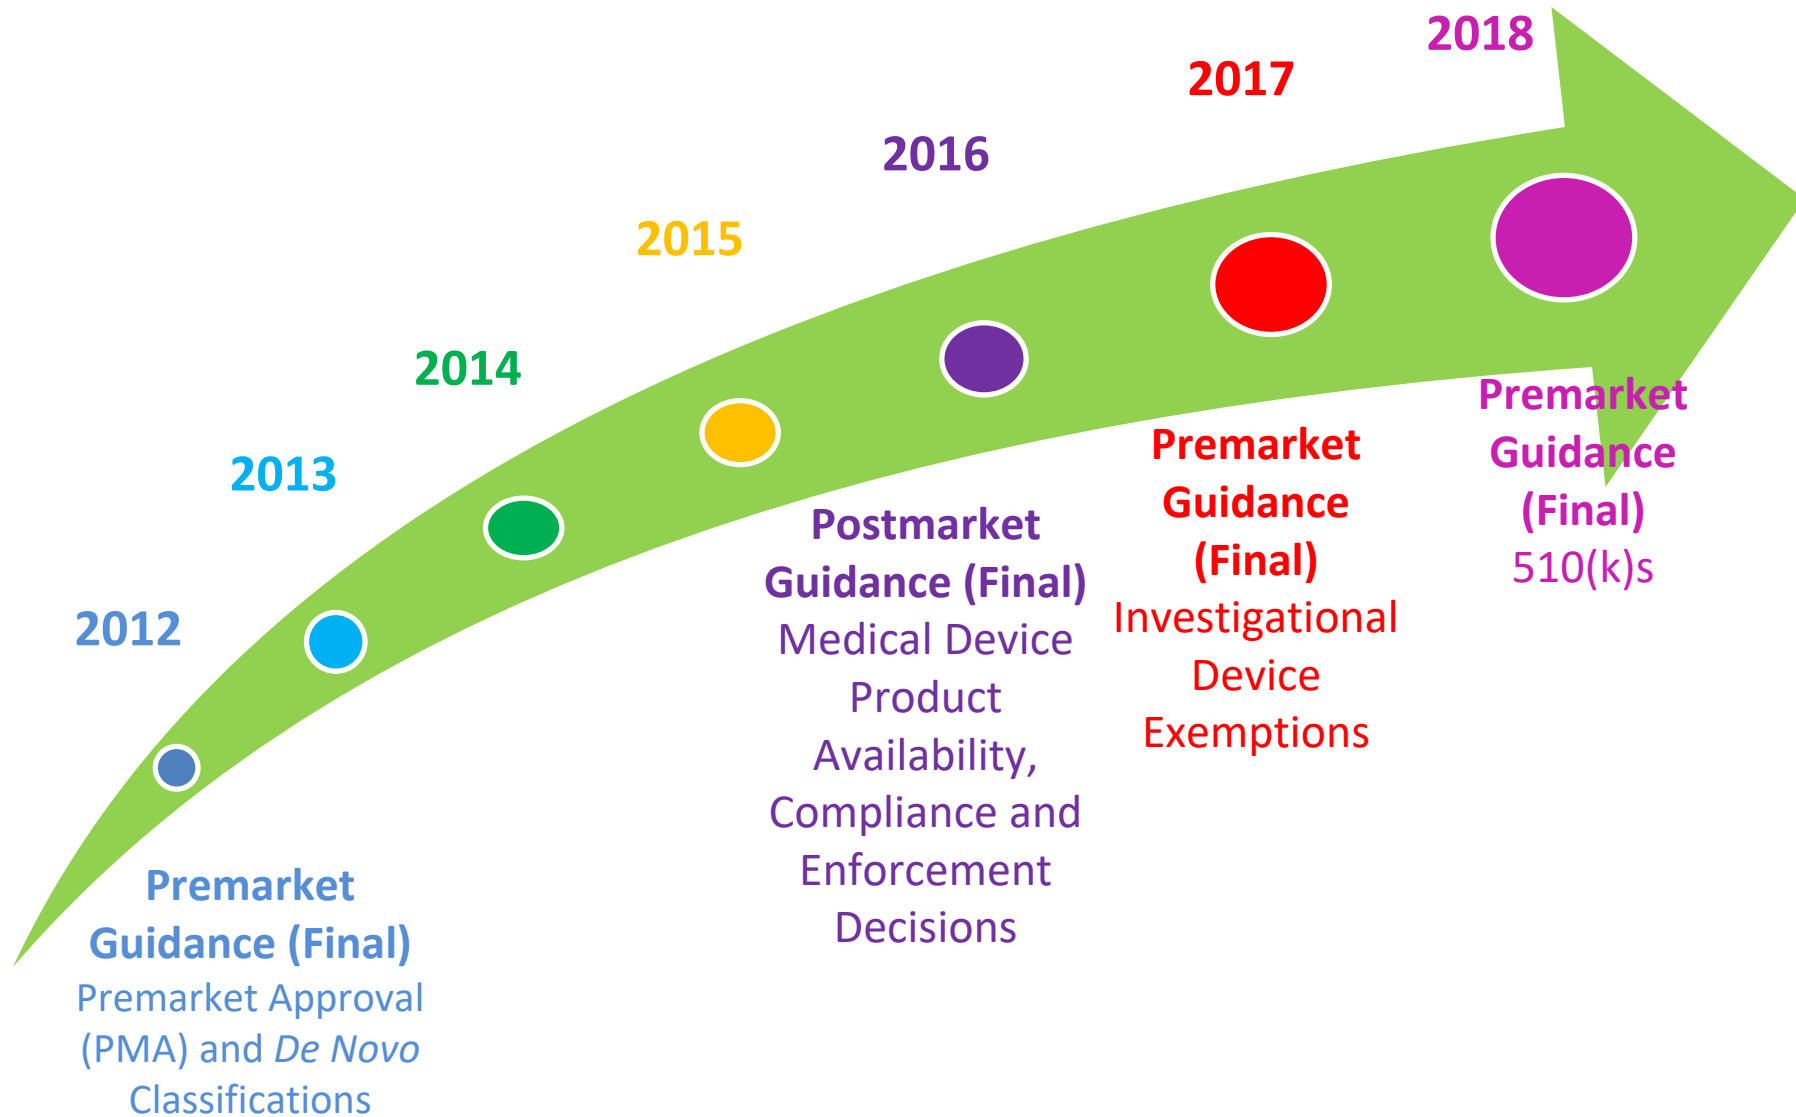 2018
2017
2016
2015
2014
2013
2012
Premarket
Guidance (Final)
Premarket Approval
(PMA) and De Novo
Classifications
Postmarket
Guidance (Final)
Medical Device
Product
Availability,
Compliance and
Enforcement
Decisions
Premarket
Guidance
(Final)
Investigational
Device
Exemptions
Premarket
Guidance
(Final)
510(k)s